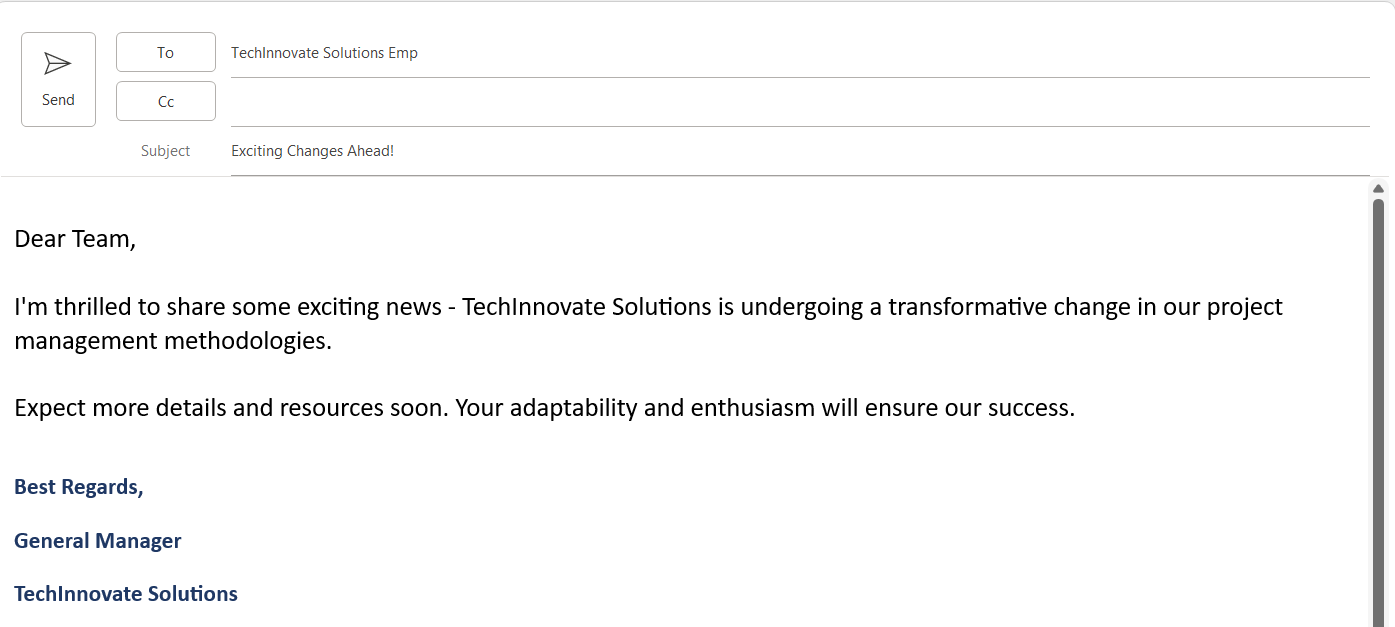 To
TechInnovate Solutions Emp
Send
Cc
Subject
Exciting Changes Ahead!
Dear Team,
I'm thrilled to share some exciting news - TechInnovate Solutions is undergoing a transformative change in our project
management methodologies.
Expect more details and resources soon. Your adaptability and enthusiasm will ensure our success.
Best Regards,
General Manager
TechInnovate Solutions